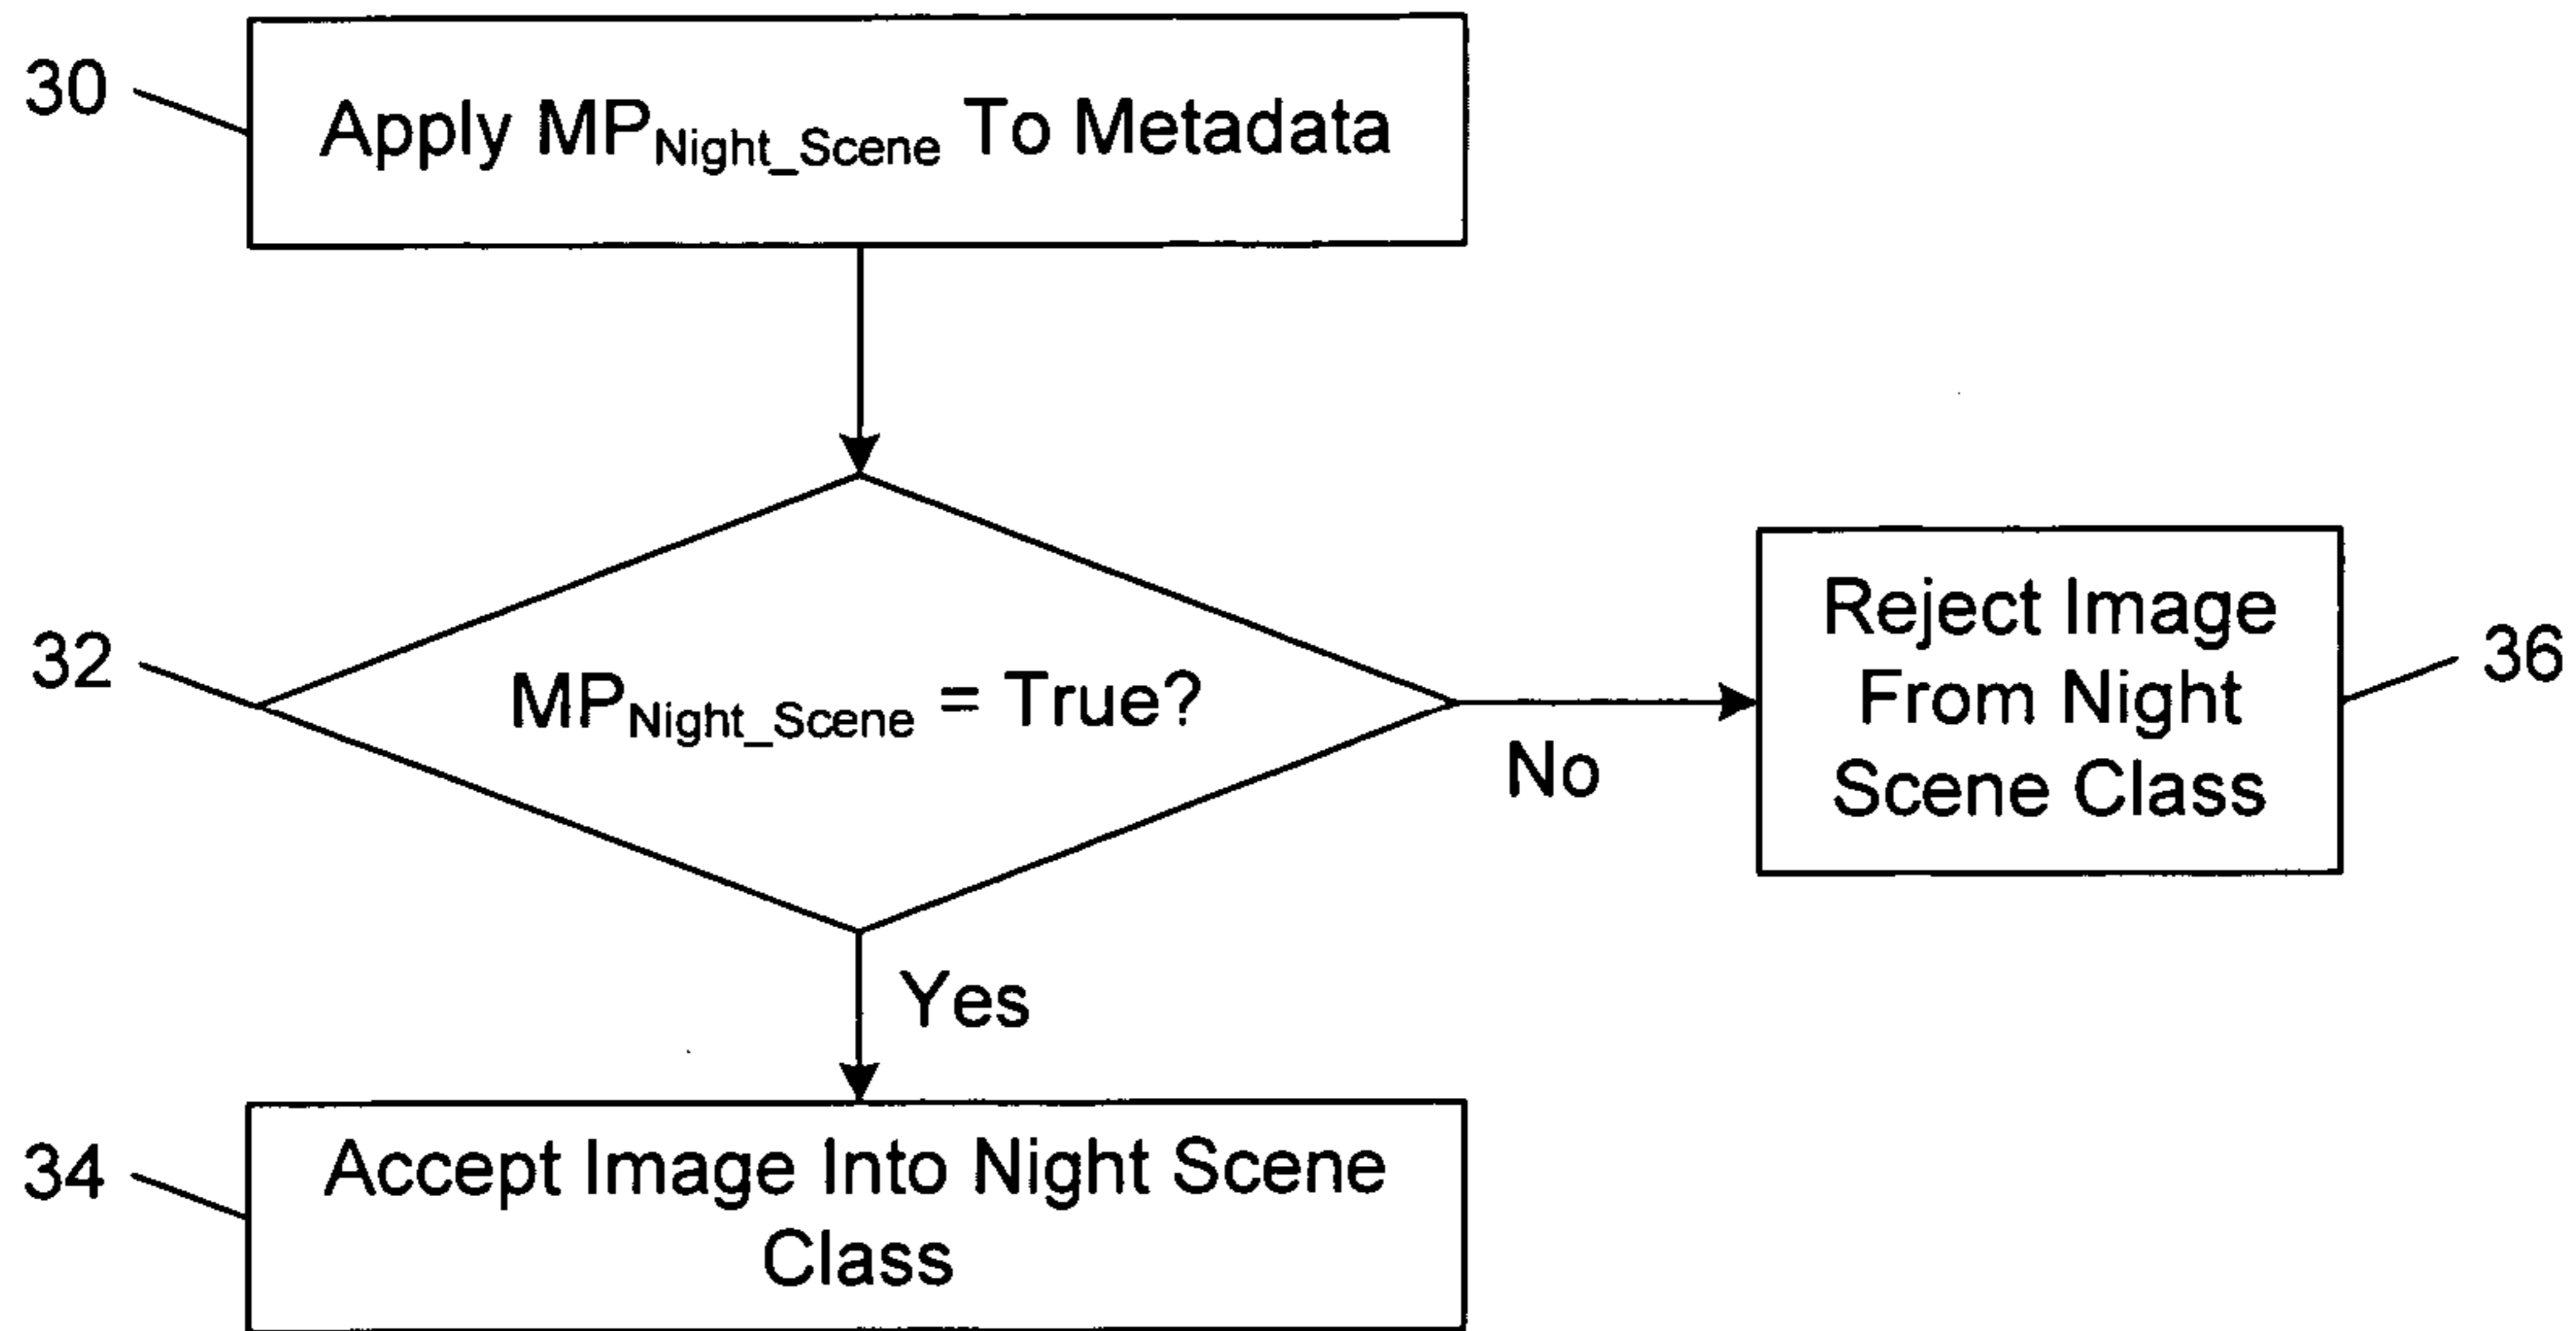 30
Apply MPNight_Scene To Metadata
32
MPNight_Scene = True?
No
Reject Image
From Night
Scene Class
36
Yes
34
Accept Image Into Night Scene
Class